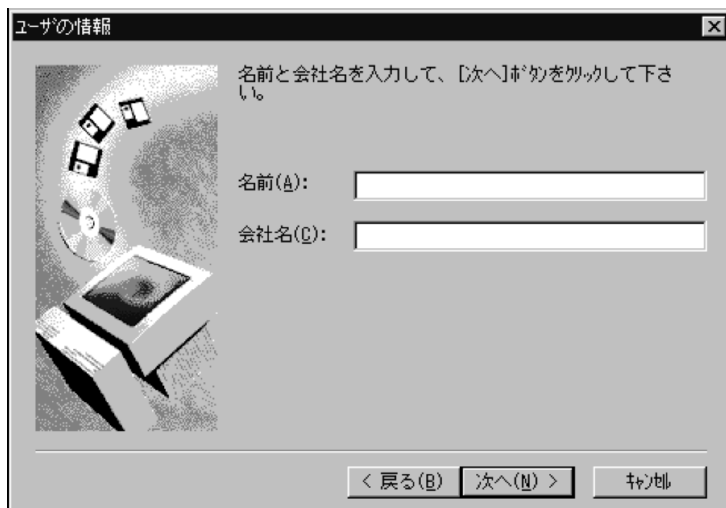 ユーザの情報
名前と会社名を入力して、[次へ]ﾎﾞﾀﾝをｸﾘｯｸして下さ
い。
名前(A):
会社名(C):
< 戻る(B)
次へ(N) >
ｷｬﾝｾﾙ